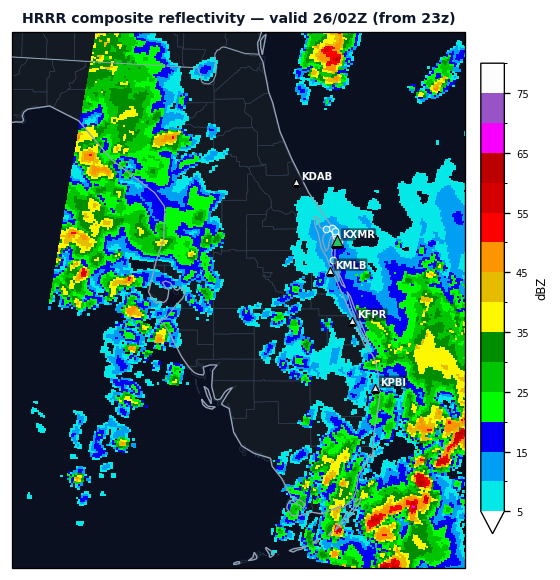 HRRR composite reflectivity — valid 26/02Z (from 23z)
KDAB
KXMR
KMLB
KFPR
KPBI
75
65
55
45
35
25
15
5
dBZ